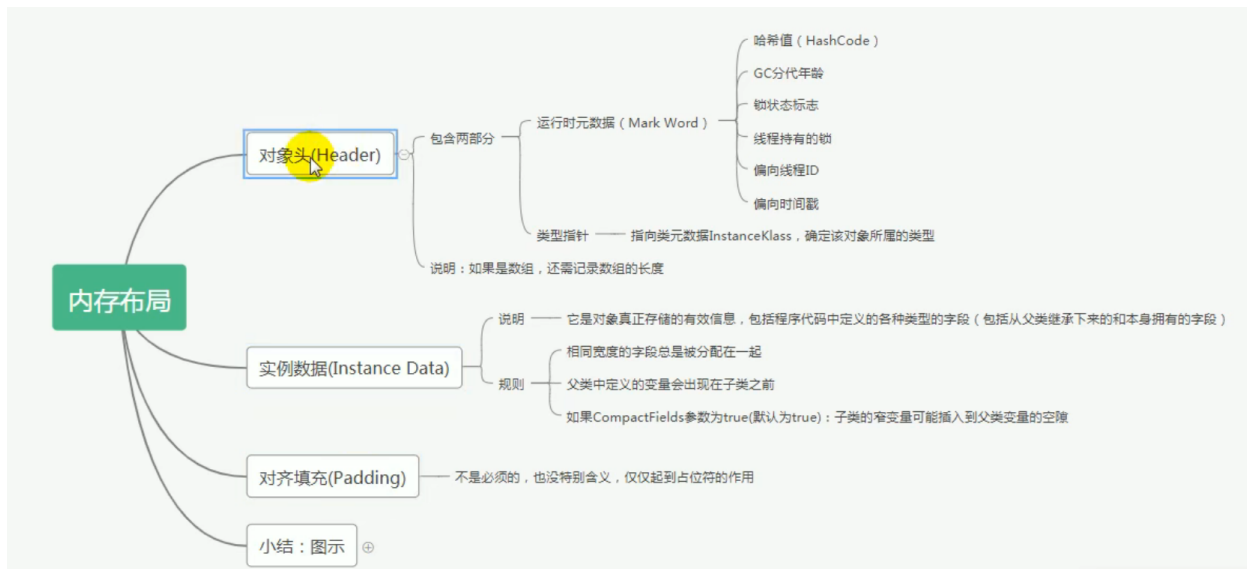 内存布局
对象头(Header)
包含两部分
运行时元数据（Mark Word）
哈希值（HashCode）
GC分代年龄
锁状态标志
线程持有的锁
偏向线程ID
偏向时间戳
类型指针
指向类元数据InstanceKlass，确定该对象所属的类型
说明：如果是数组，还需记录数组的长度
实例数据(Instance Data)
说明
它是对象真正存储的有效信息，包括程序代码中定义的各种类型的字段（包括从父类继承下来的和本身拥有的字段）
规则
相同宽度的字段总是被分配在一起
父类中定义的变量会出现在子类之前
如果CompactFields参数为true(默认为true)：子类的窄变量可能插入到父类变量的空隙
对齐填充(Padding)
不是必须的，也没特别含义，仅仅起到占位符的作用
小结：图示